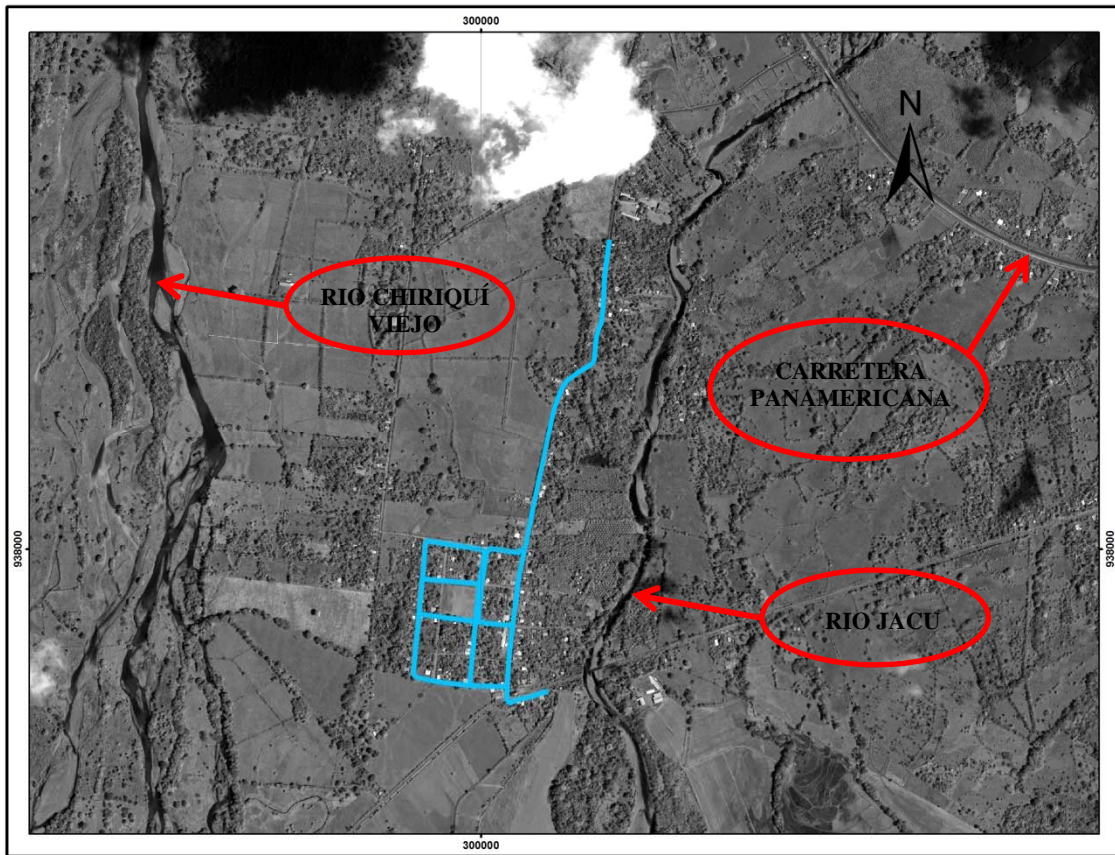 300000
N
RIO CHIRIQUÍ
VIEJO
CARRETERA
PANAMERICANA
938000
938000
RIO JACU
300000